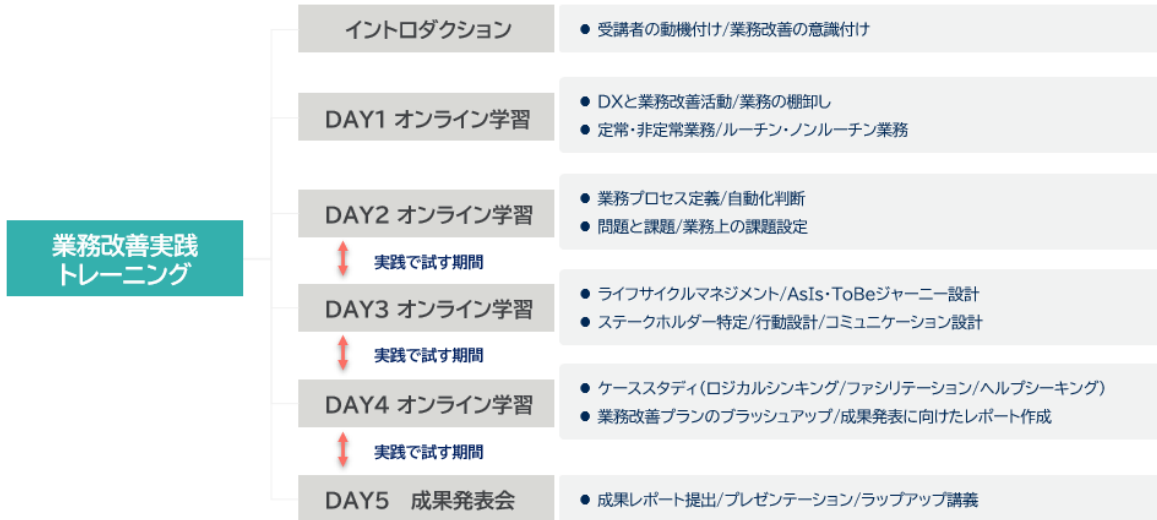 業務改善実践
トレーニング
イントロダクション
● 受講者の動機付け/業務改善の意識付け
DAY1 オンライン学習
● DXと業務改善活動/業務の棚卸し
● 定常・非定常業務/ルーチン・ノンルーチン業務
DAY2 オンライン学習
● 業務プロセス定義/自動化判断
● 問題と課題/業務上の課題設定
実践で試す期間
DAY3 オンライン学習
● ライフサイクルマネジメント/AsIs・ToBeジャーニー設計
● ステークホルダー特定/行動設計/コミュニケーション設計
実践で試す期間
DAY4 オンライン学習
● ケーススタディ(ロジカルシンキング/ファシリテーション/ヘルプシーキング)
● 業務改善プランのブラッシュアップ/成果発表に向けたレポート作成
実践で試す期間
DAY5 成果発表会
● 成果レポート提出/プレゼンテーション/ラップアップ講義